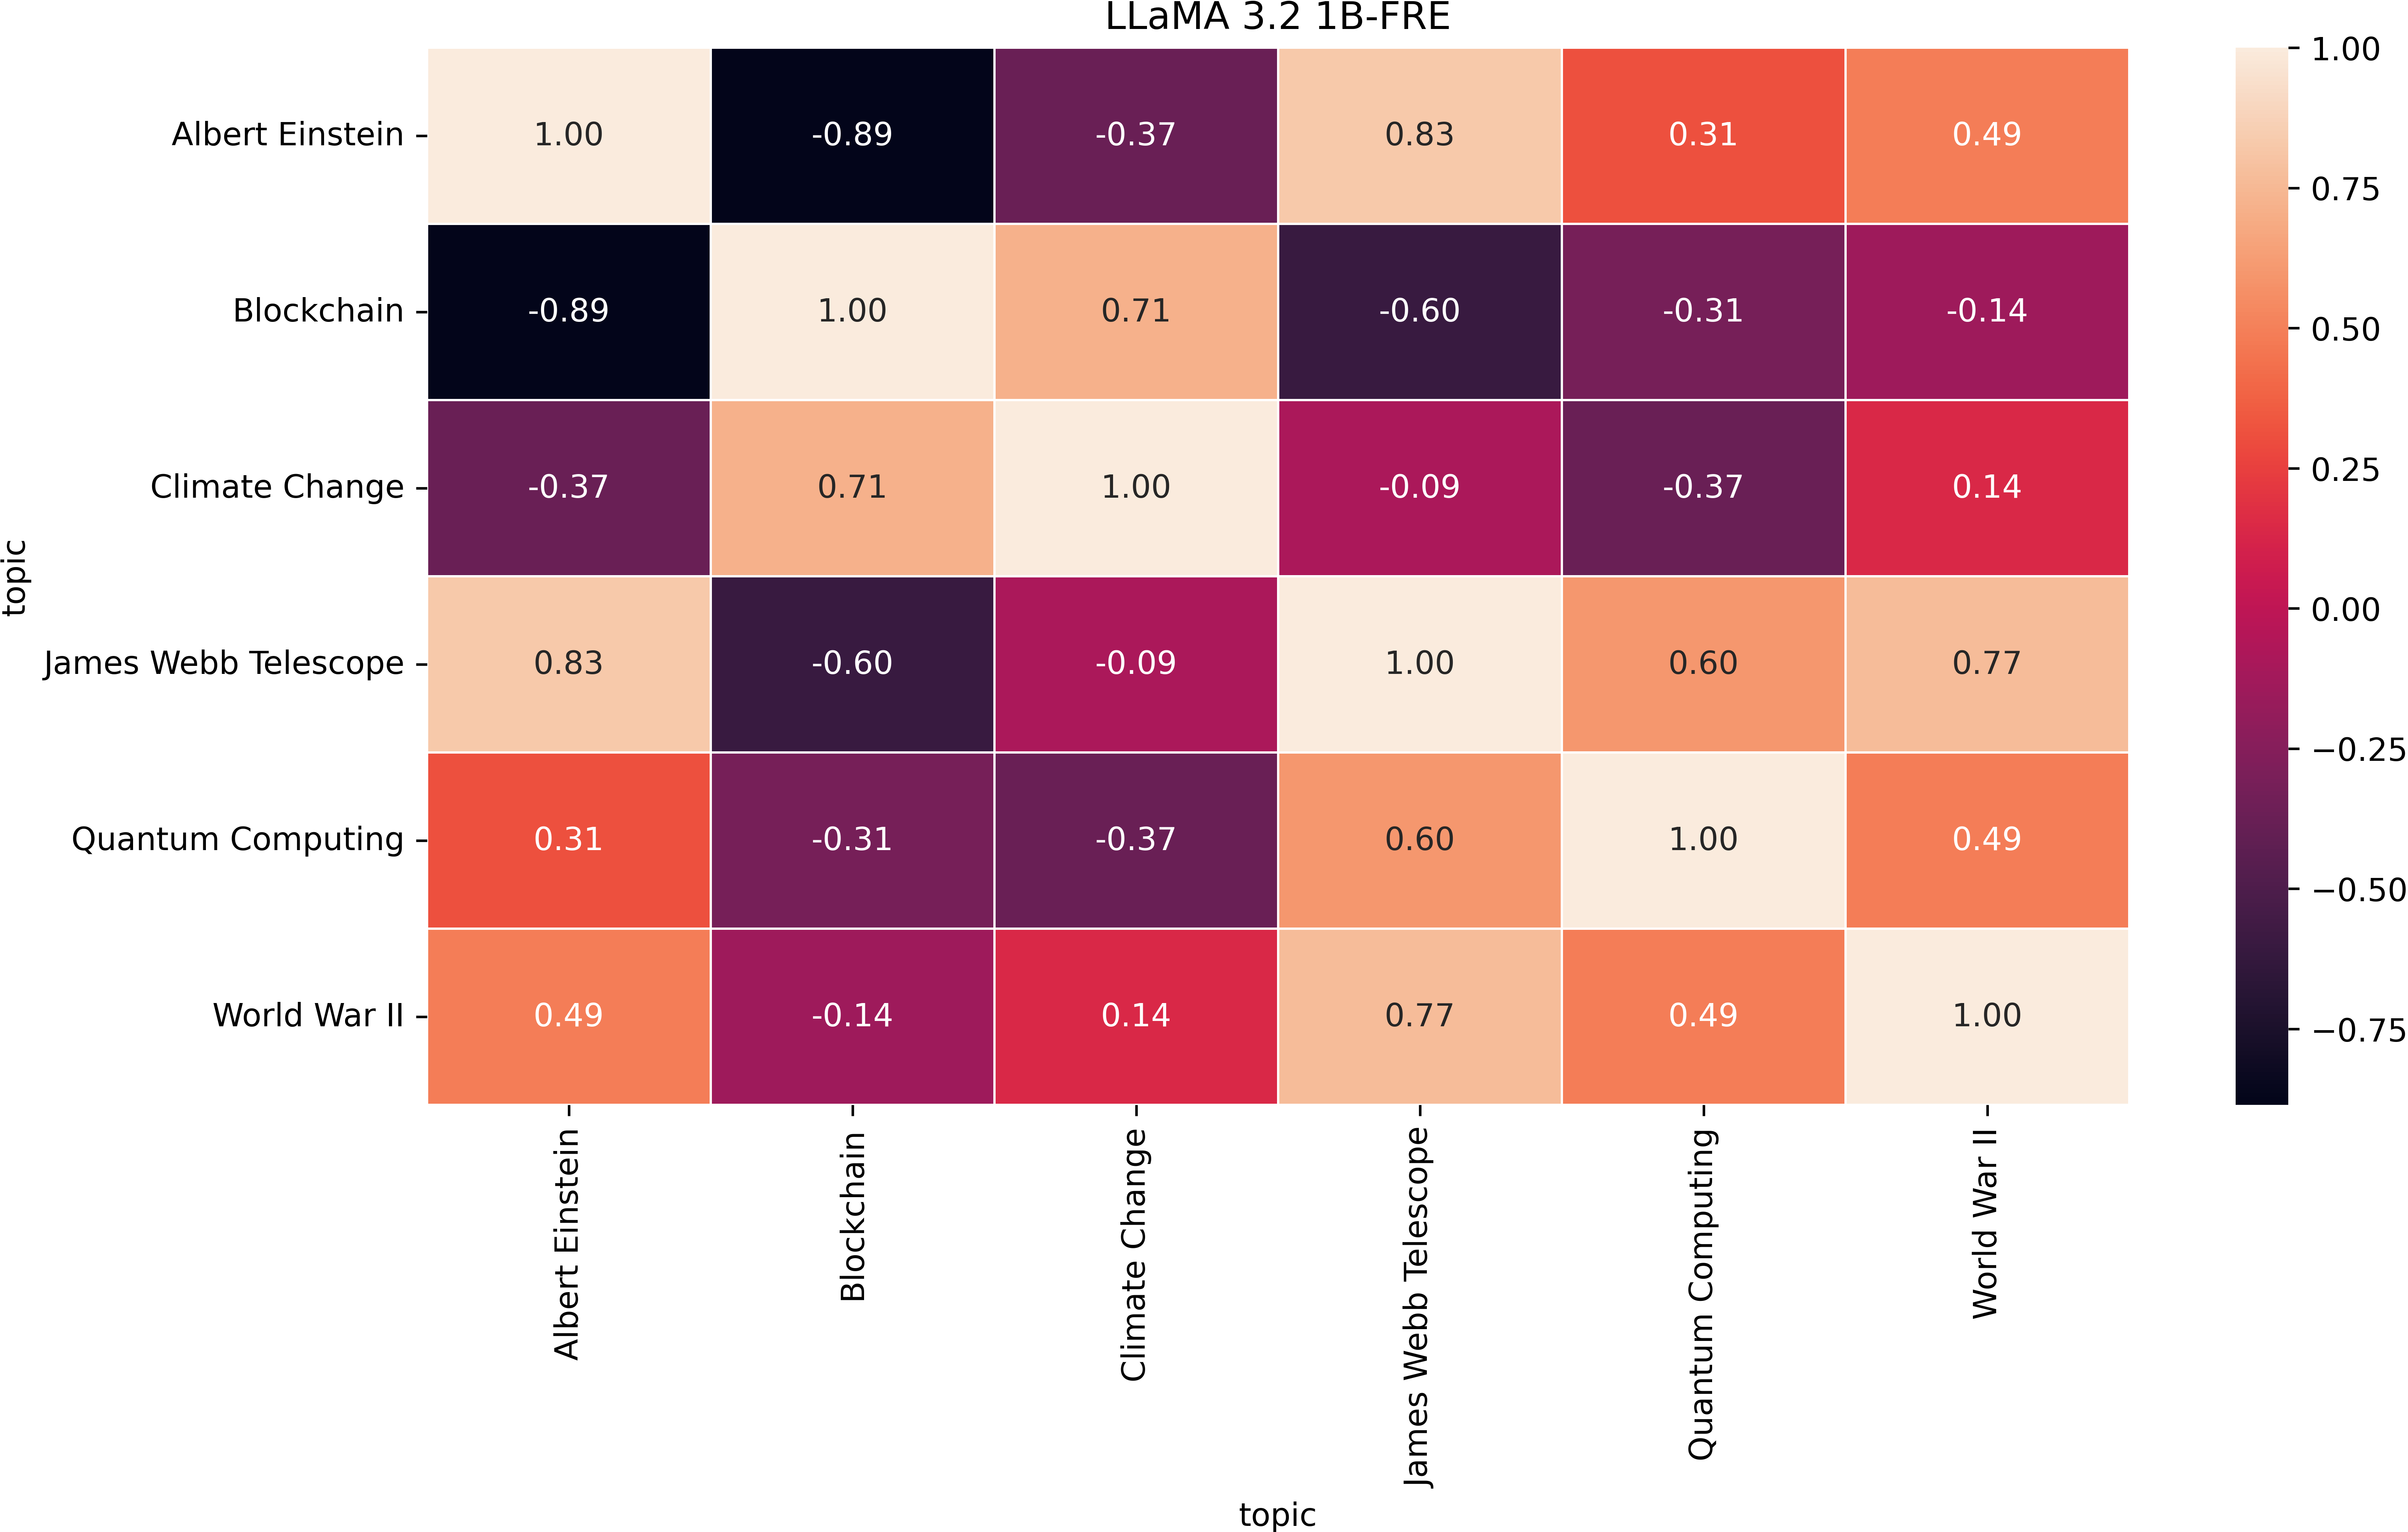 LLaMA 3.2 1B-FRE
Albert Einstein 1.00 -0.89 -0.37 0.83 0.31 0.49
Blockchain -0.89 1.00 0.71 -0.60 -0.31 -0.14
Climate Change -0.37 0.71 1.00 -0.09 -0.37 0.14
James Webb Telescope 0.83 -0.60 -0.09 1.00 0.60 0.77
Quantum Computing 0.31 -0.31 -0.37 0.60 1.00 0.49
World War II 0.49 -0.14 0.14 0.77 0.49 1.00
topic
Albert Einstein
Blockchain
Climate Change
James Webb Telescope
Quantum Computing
World War II
topic
1.00
0.75
0.50
0.25
0.00
−0.25
−0.50
−0.75